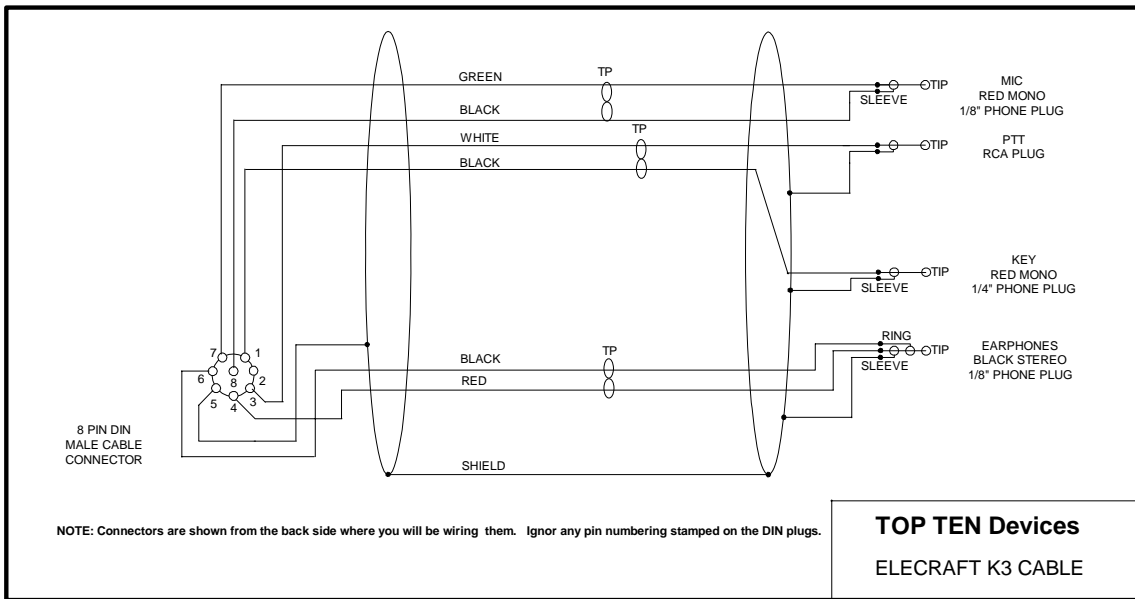 GREEN
TP
TIP
SLEEVE
MIC
RED MONO
1/8" PHONE PLUG
BLACK
WHITE
TP
TIP
PTT
RCA PLUG
BLACK
TIP
SLEEVE
KEY
RED MONO
1/4" PHONE PLUG
RING
TIP
SLEEVE
EARPHONES
BLACK STEREO
1/8" PHONE PLUG
BLACK
TP
RED
7
1
6
8
2
5
4
3
8 PIN DIN
MALE CABLE
CONNECTOR
SHIELD
NOTE: Connectors are shown from the back side where you will be wiring them. Ignor any pin numbering stamped on the DIN plugs.
TOP TEN Devices
ELECRAFT K3 CABLE